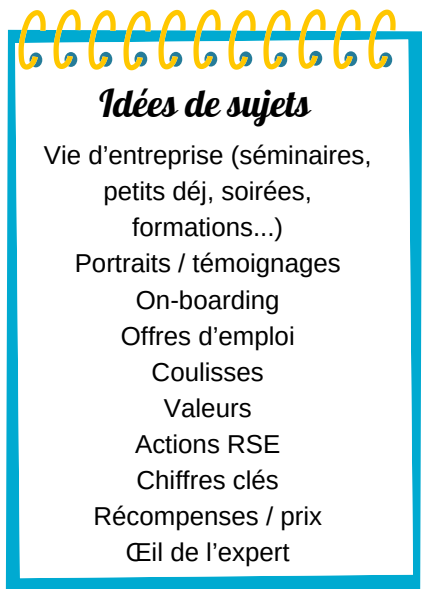 Idées de sujets
Vie d'entreprise (séminaires,
petits déj, soirées,
formations...)
Portraits / témoignages
On-boarding
Offres d'emploi
Coulisses
Valeurs
Actions RSE
Chiffres clés
Récompenses / prix
Œil de l'expert